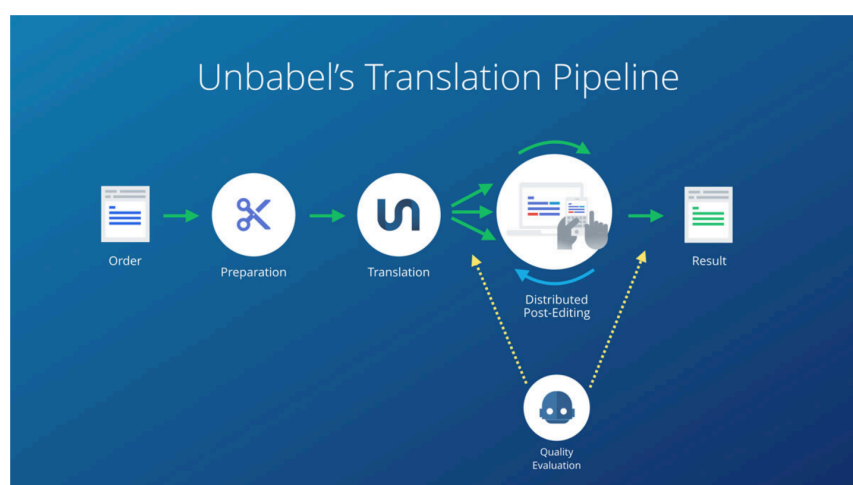 Unbabel's Translation Pipeline
Order
Preparation
Translation
Distributed
Post-Editing
Result
Quality
Evaluation